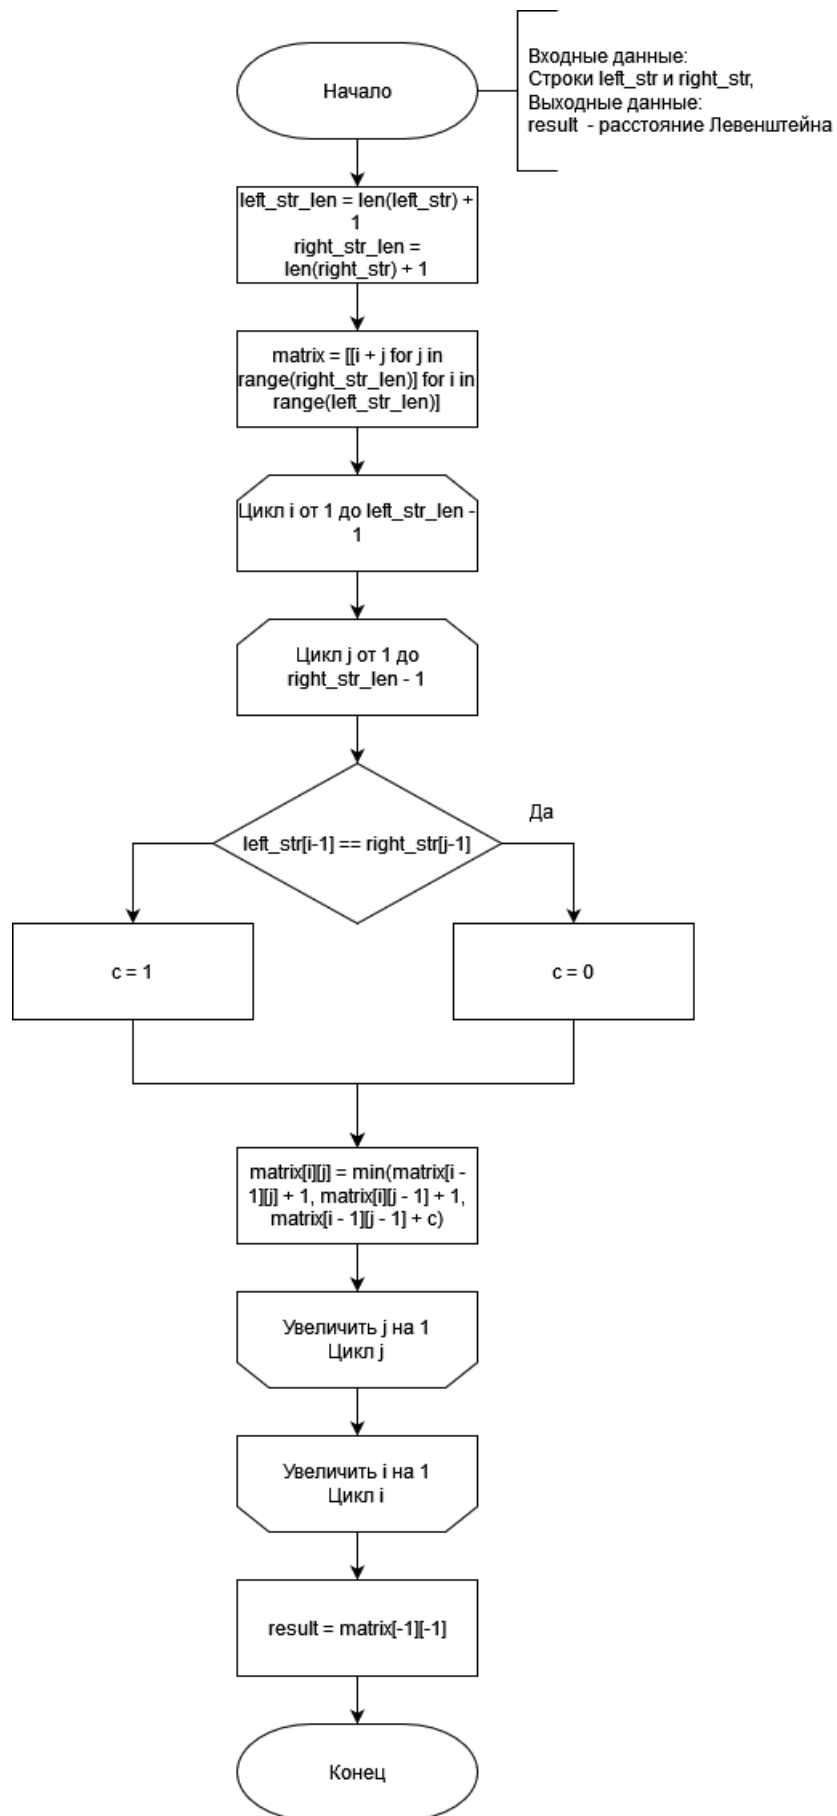 Начало
Входные данные:
Строки left_str и right_str,
Выходные данные:
result - расстояние Левенштейна
left_str_len = len(left_str) +
1
right_str_len =
len(right_str) + 1
matrix = [[i + j for j in
range(right_str_len)] for i in
range(left_str_len)]
Цикл i от 1 до left_str_len -
1
Цикл j от 1 до
right_str_len - 1
left_str[i-1] == right_str[j-1]
Да
c = 1
c = 0
matrix[i][j] = min(matrix[i -
1][j] + 1, matrix[i][j - 1] + 1,
matrix[i - 1][j - 1] + c)
Увеличить j на 1
Цикл j
Увеличить i на 1
Цикл i
result = matrix[-1][-1]
Конец